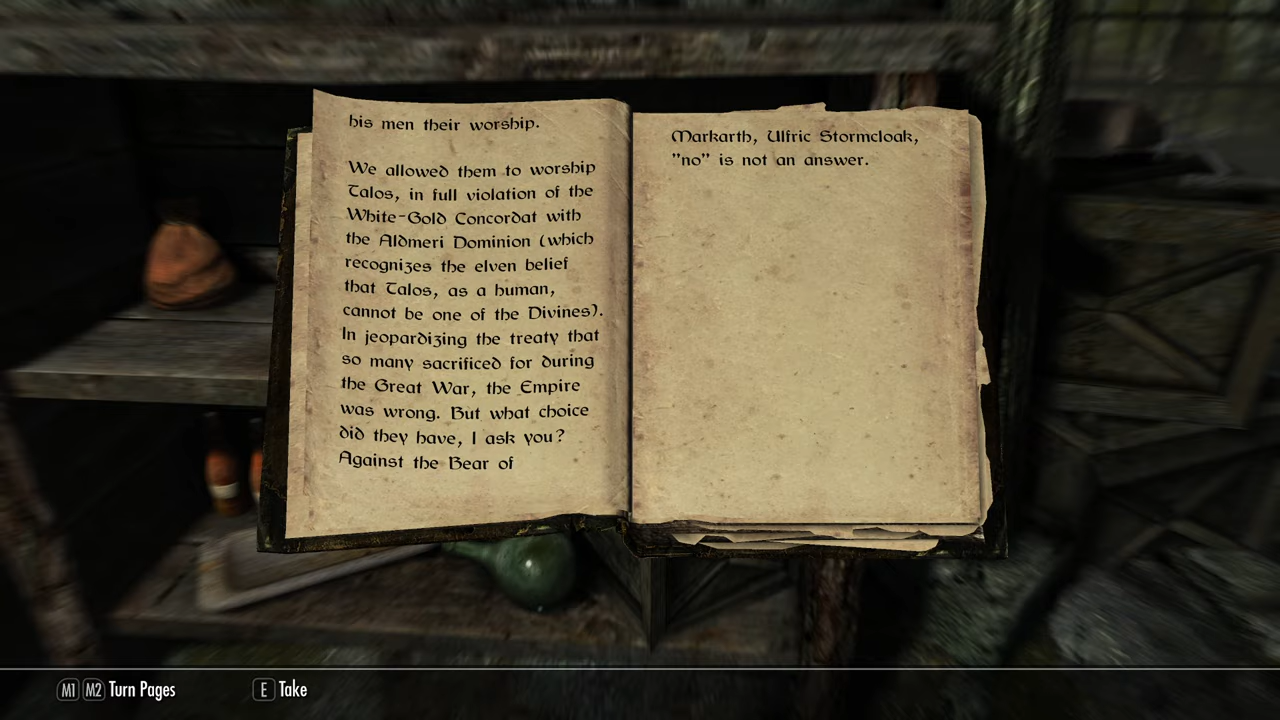 his men their worship.
We allowed them to worship
Talos, in full violation of the
White-Gold Concordat with
the Aldmeri Dominion (which
recognizes the elven belief
that Talos, as a human,
cannot be one of the Divines).
In jeopardizing the treaty that
so many sacrificed for during
the Great War, the Empire
was wrong. But what choice
did they have, I ask you?
Against the Bear of
Markarth, Ulfric Stormcloak,
"no" is not an answer.
M1 M2 Turn Pages
E Take